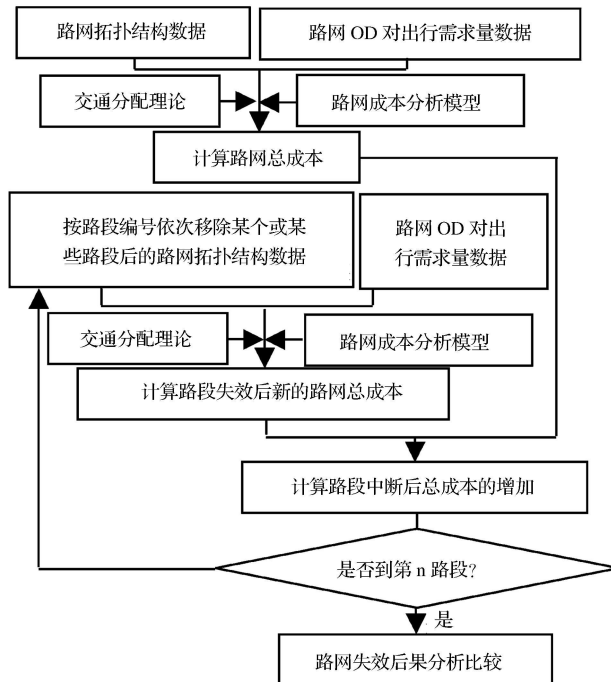 路网拓扑结构数据
路网 OD 对出行需求量数据
交通分配理论
路网成本分析模型
计算路网总成本
按路段编号依次移除某个或某
些路段后的路网拓扑结构数据
路网 OD 对出
行需求量数据
交通分配理论
路网成本分析模型
计算路段失效后新的路网总成本
计算路段中断后总成本的增加
是否到第 n 路段?
是
路网失效后果分析比较